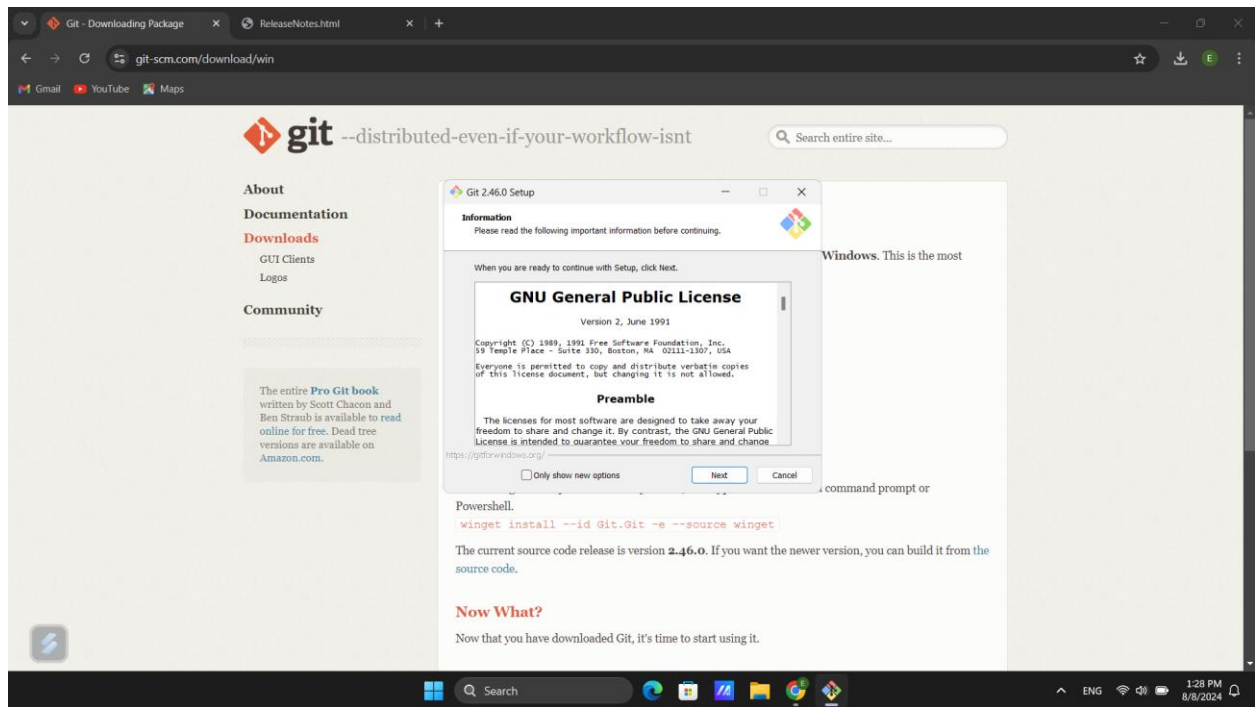 Git - Downloading Package
ReleaseNotes.html
git-scm.com/download/win
Gmail YouTube Maps
git --distributed-even-if-your-workflow-isnt
Search entire site...
About
Documentation
Downloads
GUI Clients
Logos
Community
The entire Pro Git book
written by Scott Chacon and
Ben Straub is available to read
online for free. Dead tree
versions are available on
Amazon.com.
Git 2.46.0 Setup
Information
Please read the following important information before continuing.
When you are ready to continue with Setup, click Next.
GNU General Public License
Version 2, June 1991
Copyright (C) 1989, 1991 Free Software Foundation, Inc.
59 Temple Place - Suite 330, Boston, MA 02111-1307, USA
Everyone is permitted to copy and distribute verbatim copies
of this license document, but changing it is not allowed.
Preamble
The licenses for most software are designed to take away your
freedom to share and change it. By contrast, the GNU General Public
License is intended to guarantee your freedom to share and change
https://gitforwindows.org/
Only show new options
Next
Cancel
Windows. This is the most
command prompt or
Powershell.
winget install --id Git.Git -e --source winget
The current source code release is version 2.46.0. If you want the newer version, you can build it from the
source code.
Now What?
Now that you have downloaded Git, it's time to start using it.
Search
ENG
1:28 PM
8/8/2024